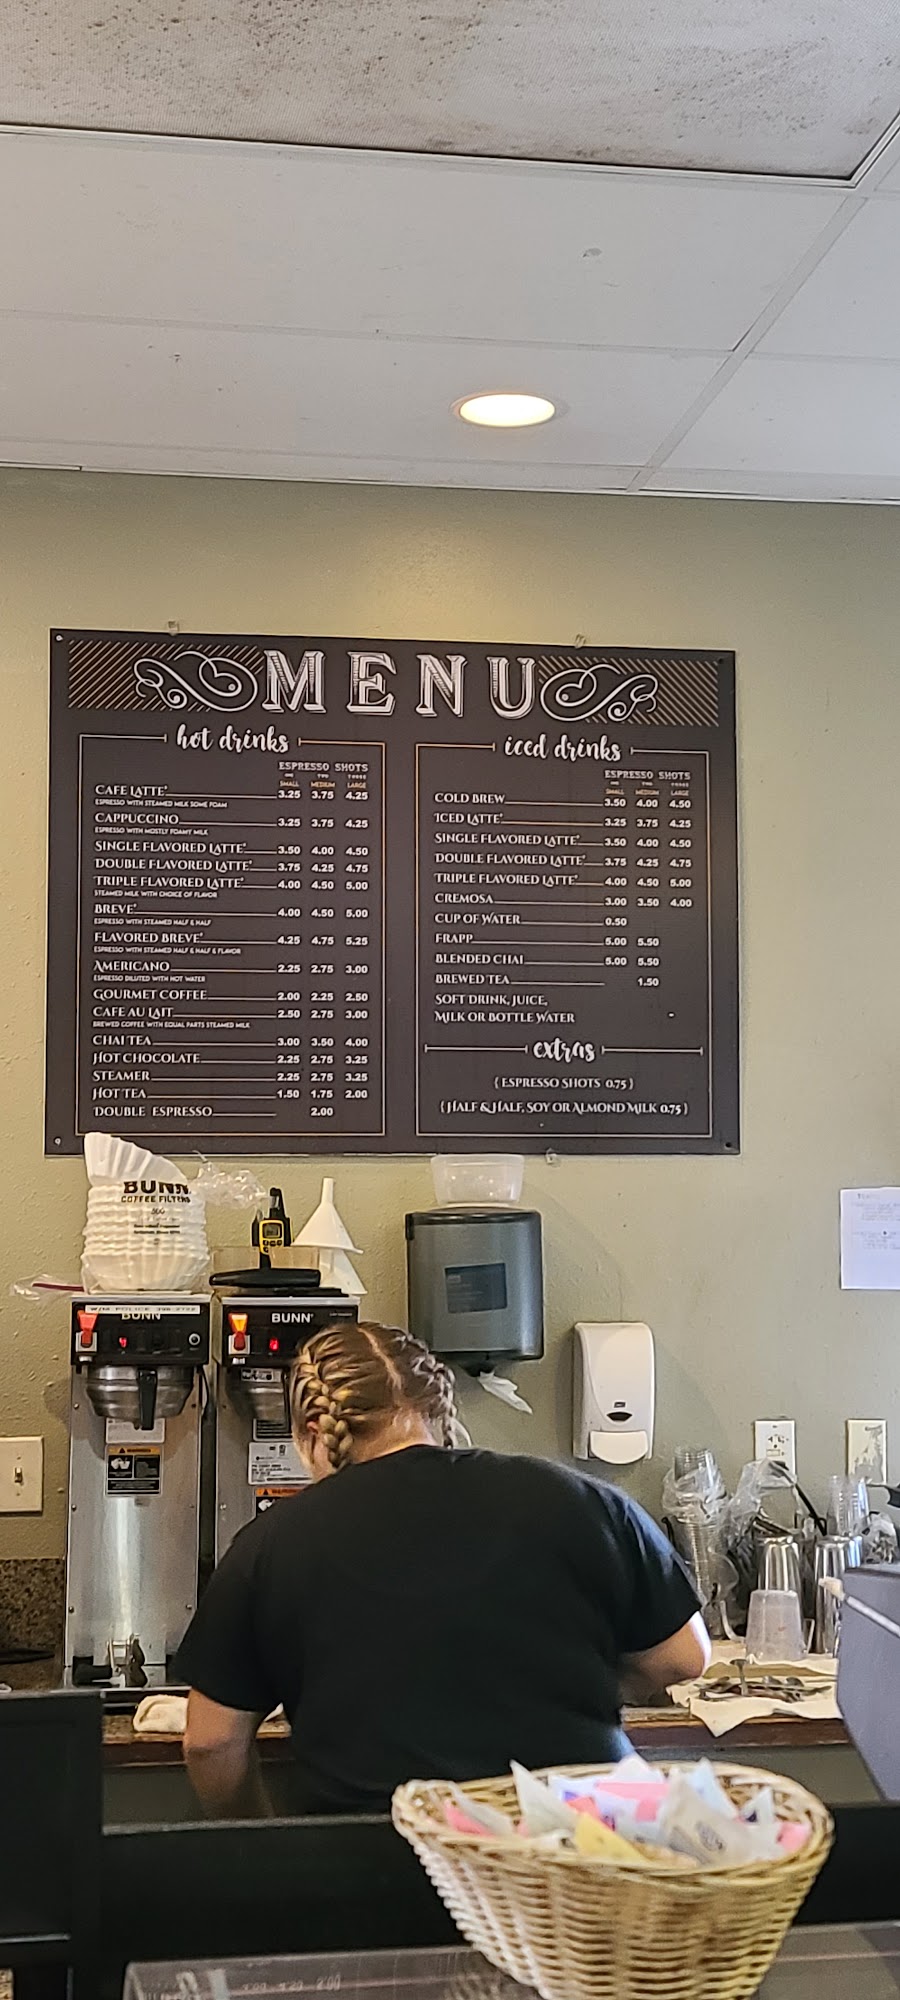 MENU
hot drinks
ESPRESSO SHOTS
ONE TWO THREE
SMALL MEDIUM LARGE
CAFE LATTE* 3.25 3.75 4.25
ESPRESSO WITH STEAMED MILK SOME FOAM
CAPPUCCINO 3.25 3.75 4.25
ESPRESSO WITH MOSTLY FOAMY MILK
SINGLE FLAVORED LATTE* 3.50 4.00 4.50
DOUBLE FLAVORED LATTE* 3.75 4.25 4.75
TRIPLE FLAVORED LATTE* 4.00 4.50 5.00
STEAMED MILK WITH CHOICE OF FLAVOR
BREVE* 4.00 4.50 5.00
ESPRESSO WITH STEAMED HALF & HALF
FLAVORED BREVE* 4.25 4.75 5.25
ESPRESSO WITH STEAMED HALF & HALF & FLAVOR
AMERICANO 2.25 2.75 3.00
ESPRESSO DILUTED WITH HOT WATER
GOURMET COFFEE 2.00 2.25 2.50
CAFE AU LAIT 2.50 2.75 3.00
BREWED COFFEE WITH EQUAL PARTS STEAMED MILK
CHAI TEA 3.00 3.50 4.00
HOT CHOCOLATE 2.25 2.75 3.25
STEAMER 2.25 2.75 3.25
HOT TEA 1.50 1.75 2.00
DOUBLE ESPRESSO 2.00
iced drinks
ESPRESSO SHOTS
ONE TWO THREE
SMALL MEDIUM LARGE
COLD BREW 3.50 4.00 4.50
ICED LATTE* 3.25 3.75 4.25
SINGLE FLAVORED LATTE* 3.50 4.00 4.50
DOUBLE FLAVORED LATTE* 3.75 4.25 4.75
TRIPLE FLAVORED LATTE* 4.00 4.50 5.00
CREMOSA 3.00 3.50 4.00
CUP OF WATER 0.50
FRAPP 5.00 5.50
BLENDED CHAI 5.00 5.50
BREWED TEA 1.50
SOFT DRINK, JUICE,
MILK OR BOTTLE WATER -
extras
{ ESPRESSO SHOTS 0.75 }
{ HALF & HALF, SOY OR ALMOND MILK 0.75 }
BUNN
COFFEE FILTERS
500
BUNN
BUNN
WARNING